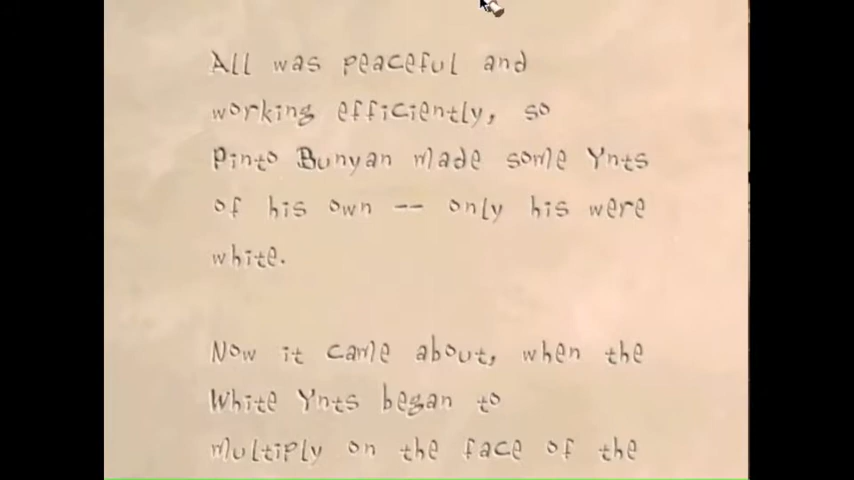 All was peaceful and
working efficiently, so
Pinto Bunyan made some Ynts
of his own -- only his were
white.
Now it came about, when the
White Ynts began to
multiply on the face of the